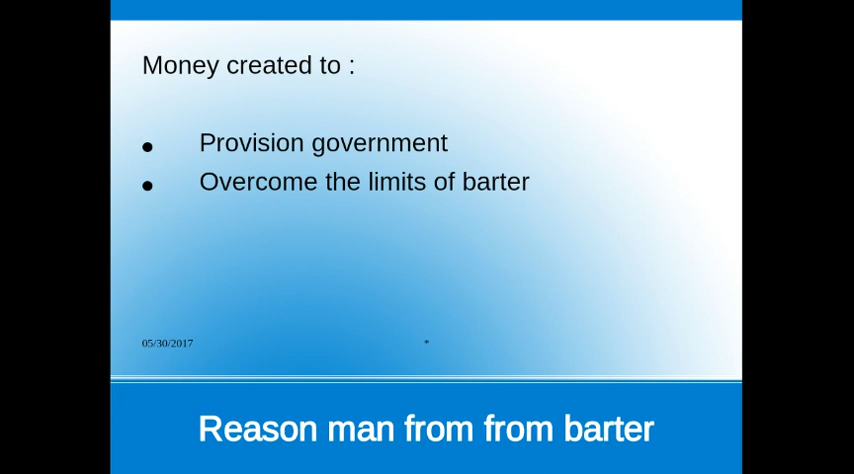 Money created to :
● Provision government
● Overcome the limits of barter
05/30/2017
*
Reason man from from barter